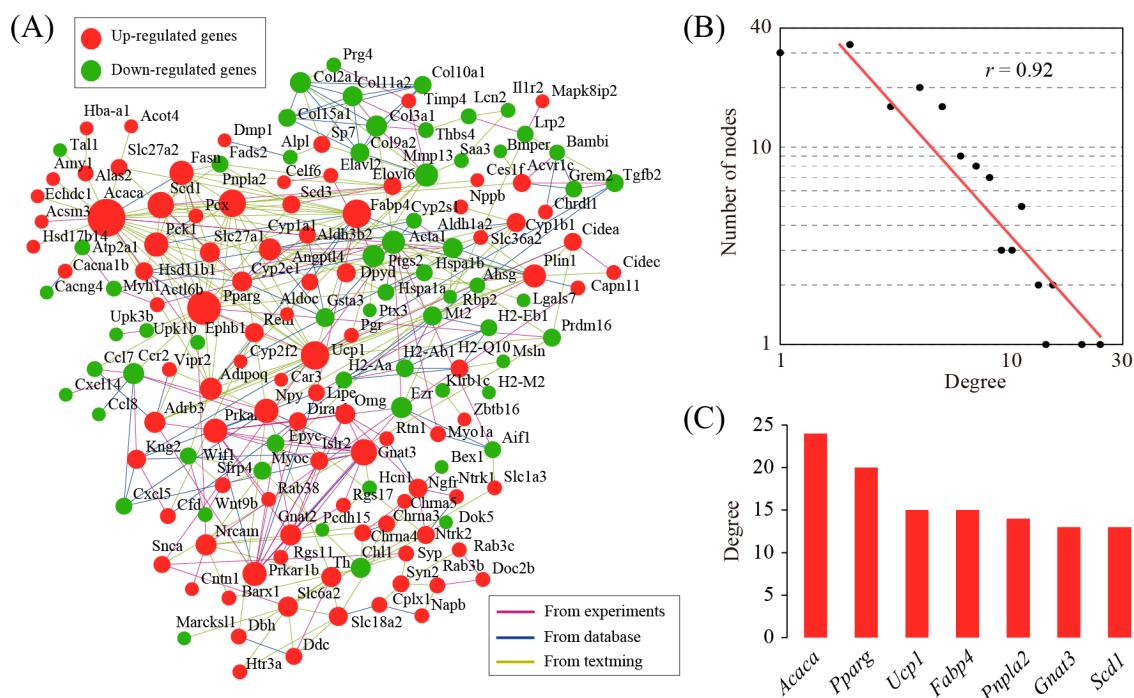 (A)
Up-regulated genes
Down-regulated genes
Prg4
Col2a1
Col11a2
Col10a1
Timp4
Lcn2
Il1r2
Mapk8ip2
Hba-a1
Acot4
Col15a1
Col3a1
Lrp2
Tal1
Slc27a2
Dmp1
Sp7
Col9a2
Thbs4
Bambi
Amy1
Fasn
Fads2
Alpl
Elavl2
Mmp13
Saa3
Bmper
Alas2
Celf6
Elovl6
Ces1f
Acvr1c
Echdc1
Acaca
Scd1
Pnpla2
Scd3
Grem2
Tgfb2
Acsm3
Pcx
Fabp4
Cyp2s1
Nppb
Chrdl1
Hsd17b14
Pck1
Cyp1a1
Aldh3b2
Acta1
Aldh1a2
Cyp1b1
Atp2a1
Slc27a1
Slc36a2
Cidea
Cacna1b
Hsd11b1
Angptl4
Ptgs2
Hspa1b
Plin1
Cidec
Cacng4
Myh1
Cyp2e1
Dpyd
Ahsg
Actl6b
Pparg
Aldoc
Gsta3
Hspa1a
Rbp2
Capn11
Upk3b
Ptx3
Lgals7
Upk1b
Ephb1
Ren
Pgr
Mt2
H2-Eb1
Prdm16
Ccl7
Ccr2
Vipr2
Cyp2f2
Ucp1
H2-Aa
H2-Ab1
H2-Q10
Msln
Cxcl14
Adipoq
Car3
Lipe
Klrb1c
H2-M2
Ccl8
Adrb3
Npy
Omg
Ezr
Zbtb16
Kng2
Epyc
Islr2
Rtn1
Myo1a
Aif1
Wif1
Sfrp4
Myoc
Gnat3
Bex1
Cxcl5
Cfd
Wnt9b
Rab38
Hcn1
Ngfr
Ntrk1
Slc1a3
Rgs17
Chrna5
Nrcam
Gnat2
Pcdh15
Chrna3
Dok5
Snca
Rgs11
Chrna4
Ntrk2
Cntn1
Prkar1b
Th
Chl1
Syp
Rab3c
Barx1
Syn2
Rab3b
Doc2b
Slc6a2
Marcksl1
Cplx1
Napb
Dbh
Slc18a2
Ddc
Htr3a
From experiments
From database
From textming
(B)
40
r = 0.92
10
1
1
10
30
Number of nodes
Degree
(C)
25
20
15
10
5
0
Degree
Acaca
Pparg
Ucp1
Fabp4
Pnpla2
Gnat3
Scd1